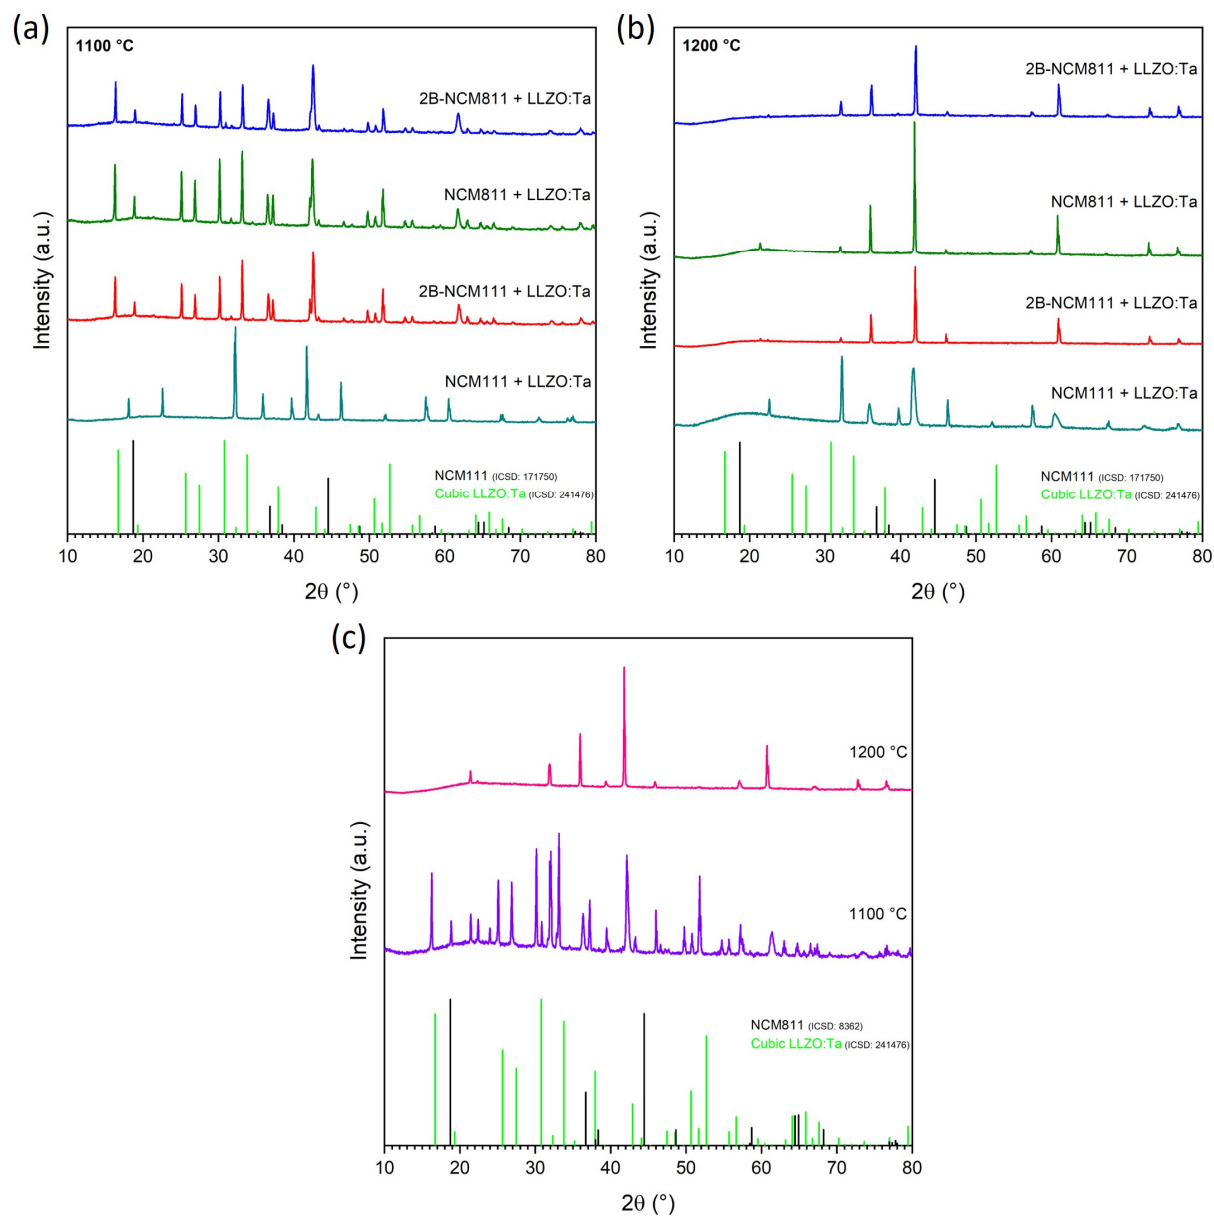 (a)
1100 °C
2B-NCM811 + LLZO:Ta
NCM811 + LLZO:Ta
2B-NCM111 + LLZO:Ta
NCM111 + LLZO:Ta
NCM111 (ICSD: 171750)
Cubic LLZO:Ta (ICSD: 241476)
Intensity (a.u.)
10 20 30 40 50 60 70 80
2θ (°)
(b)
1200 °C
2B-NCM811 + LLZO:Ta
NCM811 + LLZO:Ta
2B-NCM111 + LLZO:Ta
NCM111 + LLZO:Ta
NCM111 (ICSD: 171750)
Cubic LLZO:Ta (ICSD: 241476)
Intensity (a.u.)
10 20 30 40 50 60 70 80
2θ (°)
(c)
1200 °C
1100 °C
NCM811 (ICSD: 8362)
Cubic LLZO:Ta (ICSD: 241476)
Intensity (a.u.)
10 20 30 40 50 60 70 80
2θ (°)